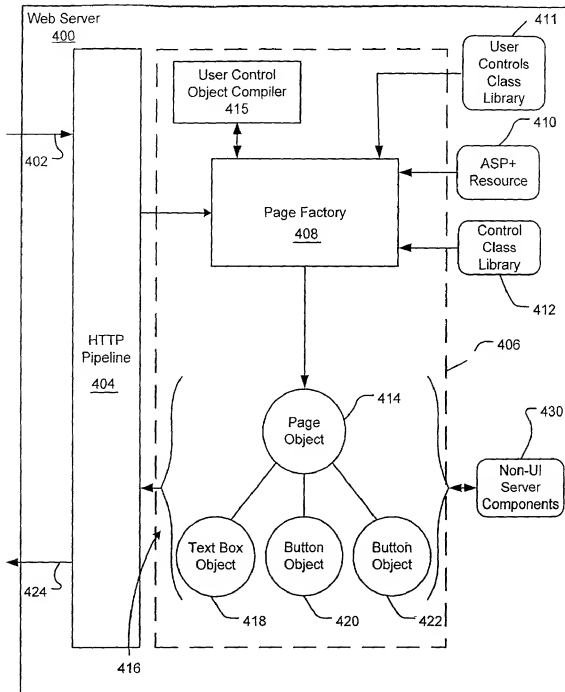 Web Server
400
411
User
Controls
Class
Library
User Control
Object Compiler
415
410
402
ASP+
Resource
Page Factory
408
Control
Class
Library
412
HTTP
Pipeline
404
406
414
Page
Object
430
Non-UI
Server
Components
Text Box
Object
Button
Object
Button
Object
424
418
420
422
416